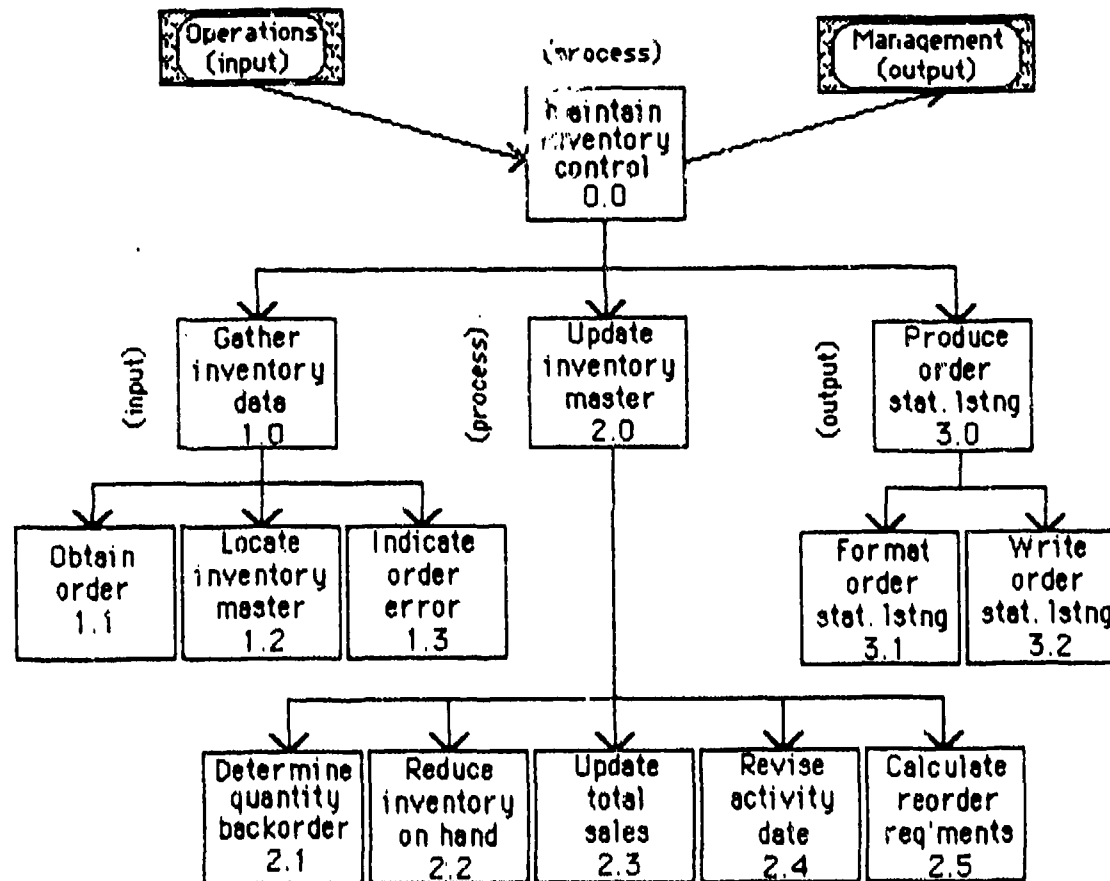 Operations
(input)
(process)
Management
(output)
Maintain
inventory
control
0.0
(input)
Gather
inventory
data
1.0
(process)
Update
inventory
master
2.0
(output)
Produce
order
stat. lstng
3.0
Obtain
order
1.1
Locate
inventory
master
1.2
Indicate
order
error
1.3
Format
order
stat. lstng
3.1
Write
order
stat. lstng
3.2
Determine
quantity
backorder
2.1
Reduce
inventory
on hand
2.2
Update
total
sales
2.3
Revise
activity
date
2.4
Calculate
reorder
req'ments
2.5